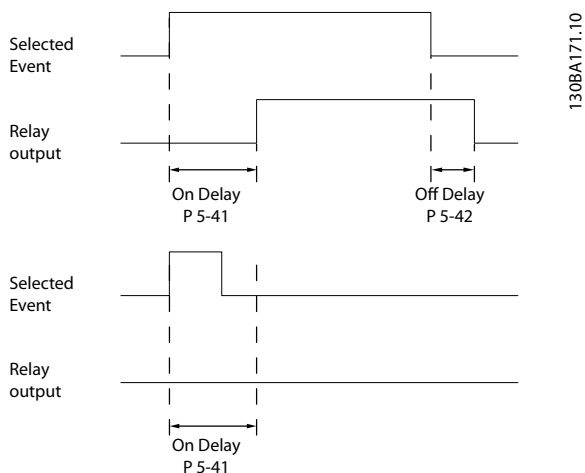 Selected
Event
Relay
output
On Delay
P 5-41
Off Delay
P 5-42
Selected
Event
Relay
output
On Delay
P 5-41
130BA171.10